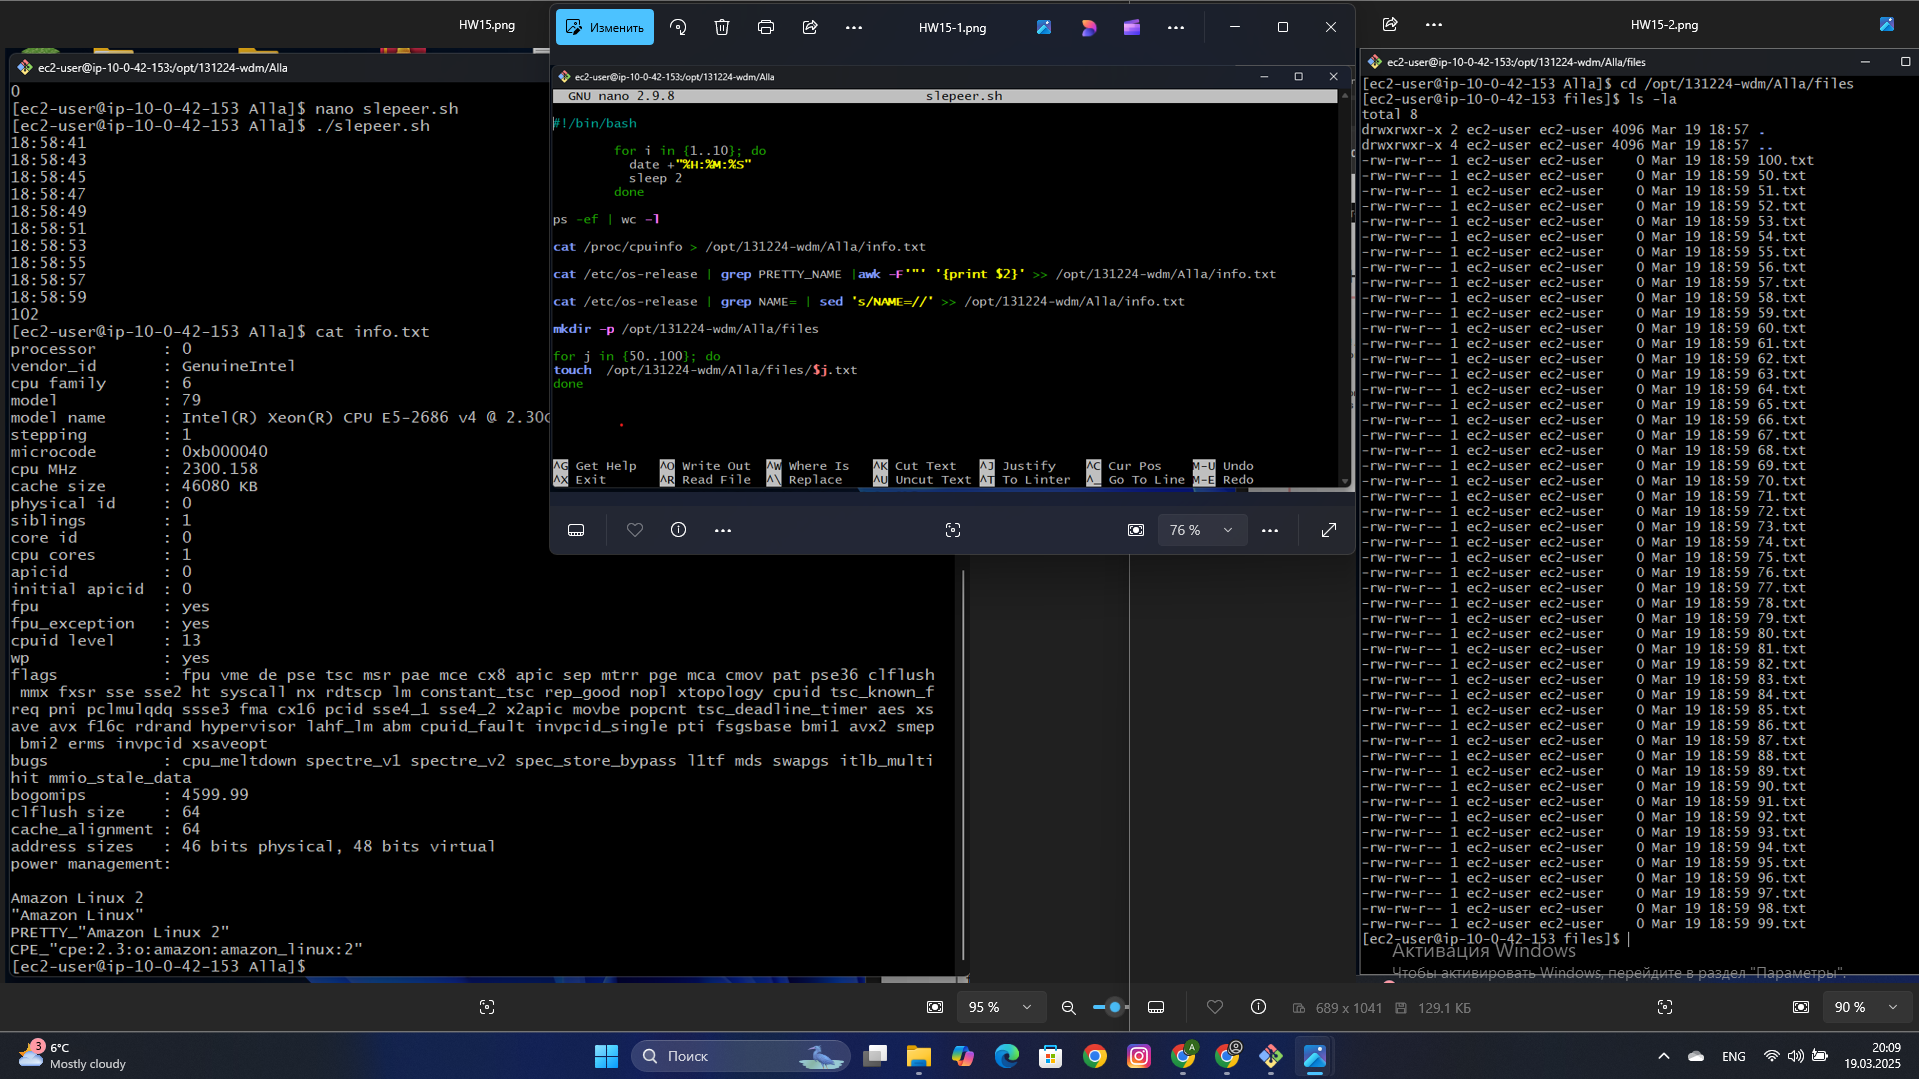 HW15.png
ec2-user@ip-10-0-42-153:/opt/131224-wdm/Alla
0
[ec2-user@ip-10-0-42-153 Alla]$ nano slepeer.sh
[ec2-user@ip-10-0-42-153 Alla]$ ./slepeer.sh
18:58:41
18:58:43
18:58:45
18:58:47
18:58:49
18:58:51
18:58:53
18:58:55
18:58:57
18:58:59
102
[ec2-user@ip-10-0-42-153 Alla]$ cat info.txt
processor : 0
vendor_id : GenuineIntel
cpu family : 6
model : 79
model name : Intel(R) Xeon(R) CPU E5-2686 v4 @ 2.30G
stepping : 1
microcode : 0xb000040
cpu MHz : 2300.158
cache size : 46080 KB
physical id : 0
siblings : 1
core id : 0
cpu cores : 1
apicid : 0
initial apicid : 0
fpu : yes
fpu_exception : yes
cpuid level : 13
wp : yes
flags : fpu vme de pse tsc msr pae mce cx8 apic sep mtrr pge mca cmov pat pse36 clflush
mmx fxsr sse sse2 ht syscall nx rdtscp lm constant_tsc rep_good nopl xtopology cpuid tsc_known_f
req pni pclmulqdq ssse3 fma cx16 pcid sse4_1 sse4_2 x2apic movbe popcnt tsc_deadline_timer aes xs
ave avx f16c rdrand hypervisor lahf_lm abm cpuid_fault invpcid_single pti fsgsbase bmi1 avx2 smep
bmi2 erms invpcid xsaveopt
bugs : cpu_meltdown spectre_v1 spectre_v2 spec_store_bypass l1tf mds swapgs itlb_multi
hit mmio_stale_data
bogomips : 4599.99
clflush size : 64
cache_alignment : 64
address sizes : 46 bits physical, 48 bits virtual
power management:
Amazon Linux 2
"Amazon Linux"
PRETTY_"Amazon Linux 2"
CPE_"cpe:2.3:o:amazon:amazon_linux:2"
[ec2-user@ip-10-0-42-153 Alla]$
95 %
689 x 1041
129.1 КБ
Изменить
HW15-1.png
ec2-user@ip-10-0-42-153:/opt/131224-wdm/Alla
GNU nano 2.9.8 slepeer.sh
#!/bin/bash
for i in {1..10}; do
date +"%H:%M:%S"
sleep 2
done
ps -ef | wc -l
cat /proc/cpuinfo > /opt/131224-wdm/Alla/info.txt
cat /etc/os-release | grep PRETTY_NAME |awk -F'"' '{print $2}' >> /opt/131224-wdm/Alla/info.txt
cat /etc/os-release | grep NAME= | sed 's/NAME=//' >> /opt/131224-wdm/Alla/info.txt
mkdir -p /opt/131224-wdm/Alla/files
for j in {50..100}; do
touch /opt/131224-wdm/Alla/files/$j.txt
done
^G Get Help ^O Write Out ^W Where Is ^K Cut Text ^J Justify ^C Cur Pos M-U Undo
^X Exit ^R Read File ^\ Replace ^U Uncut Text ^T To Linter ^_ Go To Line M-E Redo
76 %
HW15-2.png
ec2-user@ip-10-0-42-153:/opt/131224-wdm/Alla/files
[ec2-user@ip-10-0-42-153 Alla]$ cd /opt/131224-wdm/Alla/files
[ec2-user@ip-10-0-42-153 files]$ ls -la
total 8
drwxrwxr-x 2 ec2-user ec2-user 4096 Mar 19 18:57 .
drwxrwxr-x 4 ec2-user ec2-user 4096 Mar 19 18:57 ..
-rw-rw-r-- 1 ec2-user ec2-user 0 Mar 19 18:59 100.txt
-rw-rw-r-- 1 ec2-user ec2-user 0 Mar 19 18:59 50.txt
-rw-rw-r-- 1 ec2-user ec2-user 0 Mar 19 18:59 51.txt
-rw-rw-r-- 1 ec2-user ec2-user 0 Mar 19 18:59 52.txt
-rw-rw-r-- 1 ec2-user ec2-user 0 Mar 19 18:59 53.txt
-rw-rw-r-- 1 ec2-user ec2-user 0 Mar 19 18:59 54.txt
-rw-rw-r-- 1 ec2-user ec2-user 0 Mar 19 18:59 55.txt
-rw-rw-r-- 1 ec2-user ec2-user 0 Mar 19 18:59 56.txt
-rw-rw-r-- 1 ec2-user ec2-user 0 Mar 19 18:59 57.txt
-rw-rw-r-- 1 ec2-user ec2-user 0 Mar 19 18:59 58.txt
-rw-rw-r-- 1 ec2-user ec2-user 0 Mar 19 18:59 59.txt
-rw-rw-r-- 1 ec2-user ec2-user 0 Mar 19 18:59 60.txt
-rw-rw-r-- 1 ec2-user ec2-user 0 Mar 19 18:59 61.txt
-rw-rw-r-- 1 ec2-user ec2-user 0 Mar 19 18:59 62.txt
-rw-rw-r-- 1 ec2-user ec2-user 0 Mar 19 18:59 63.txt
-rw-rw-r-- 1 ec2-user ec2-user 0 Mar 19 18:59 64.txt
-rw-rw-r-- 1 ec2-user ec2-user 0 Mar 19 18:59 65.txt
-rw-rw-r-- 1 ec2-user ec2-user 0 Mar 19 18:59 66.txt
-rw-rw-r-- 1 ec2-user ec2-user 0 Mar 19 18:59 67.txt
-rw-rw-r-- 1 ec2-user ec2-user 0 Mar 19 18:59 68.txt
-rw-rw-r-- 1 ec2-user ec2-user 0 Mar 19 18:59 69.txt
-rw-rw-r-- 1 ec2-user ec2-user 0 Mar 19 18:59 70.txt
-rw-rw-r-- 1 ec2-user ec2-user 0 Mar 19 18:59 71.txt
-rw-rw-r-- 1 ec2-user ec2-user 0 Mar 19 18:59 72.txt
-rw-rw-r-- 1 ec2-user ec2-user 0 Mar 19 18:59 73.txt
-rw-rw-r-- 1 ec2-user ec2-user 0 Mar 19 18:59 74.txt
-rw-rw-r-- 1 ec2-user ec2-user 0 Mar 19 18:59 75.txt
-rw-rw-r-- 1 ec2-user ec2-user 0 Mar 19 18:59 76.txt
-rw-rw-r-- 1 ec2-user ec2-user 0 Mar 19 18:59 77.txt
-rw-rw-r-- 1 ec2-user ec2-user 0 Mar 19 18:59 78.txt
-rw-rw-r-- 1 ec2-user ec2-user 0 Mar 19 18:59 79.txt
-rw-rw-r-- 1 ec2-user ec2-user 0 Mar 19 18:59 80.txt
-rw-rw-r-- 1 ec2-user ec2-user 0 Mar 19 18:59 81.txt
-rw-rw-r-- 1 ec2-user ec2-user 0 Mar 19 18:59 82.txt
-rw-rw-r-- 1 ec2-user ec2-user 0 Mar 19 18:59 83.txt
-rw-rw-r-- 1 ec2-user ec2-user 0 Mar 19 18:59 84.txt
-rw-rw-r-- 1 ec2-user ec2-user 0 Mar 19 18:59 85.txt
-rw-rw-r-- 1 ec2-user ec2-user 0 Mar 19 18:59 86.txt
-rw-rw-r-- 1 ec2-user ec2-user 0 Mar 19 18:59 87.txt
-rw-rw-r-- 1 ec2-user ec2-user 0 Mar 19 18:59 88.txt
-rw-rw-r-- 1 ec2-user ec2-user 0 Mar 19 18:59 89.txt
-rw-rw-r-- 1 ec2-user ec2-user 0 Mar 19 18:59 90.txt
-rw-rw-r-- 1 ec2-user ec2-user 0 Mar 19 18:59 91.txt
-rw-rw-r-- 1 ec2-user ec2-user 0 Mar 19 18:59 92.txt
-rw-rw-r-- 1 ec2-user ec2-user 0 Mar 19 18:59 93.txt
-rw-rw-r-- 1 ec2-user ec2-user 0 Mar 19 18:59 94.txt
-rw-rw-r-- 1 ec2-user ec2-user 0 Mar 19 18:59 95.txt
-rw-rw-r-- 1 ec2-user ec2-user 0 Mar 19 18:59 96.txt
-rw-rw-r-- 1 ec2-user ec2-user 0 Mar 19 18:59 97.txt
-rw-rw-r-- 1 ec2-user ec2-user 0 Mar 19 18:59 98.txt
-rw-rw-r-- 1 ec2-user ec2-user 0 Mar 19 18:59 99.txt
[ec2-user@ip-10-0-42-153 files]$
Активация Windows
Чтобы активировать Windows, перейдите в раздел "Параметры".
90 %
3
6°C
Mostly cloudy
Поиск
A
ENG
20:09
19.03.2025